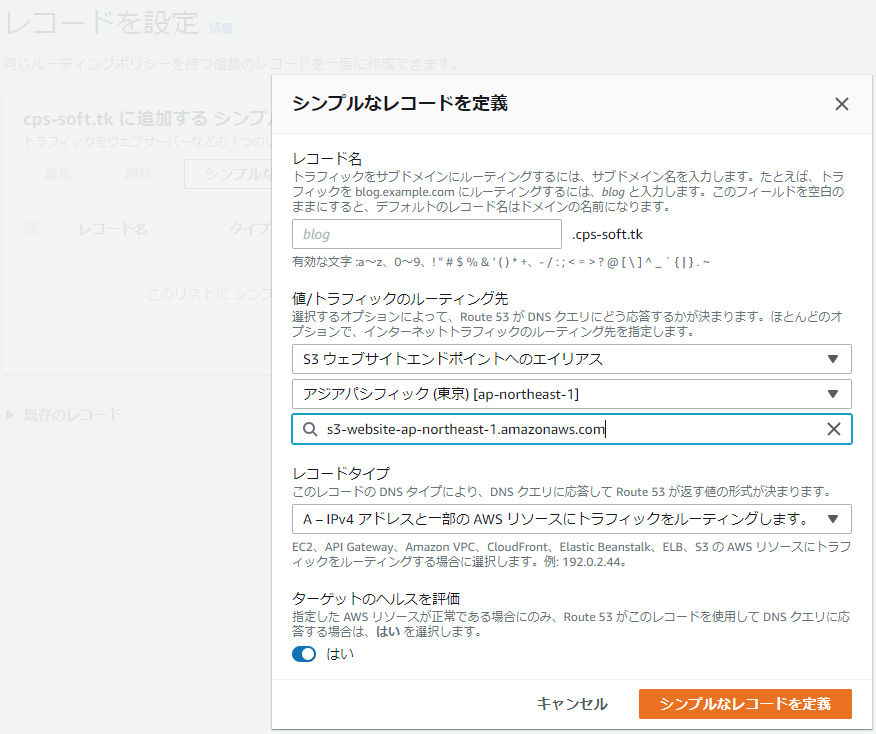 レコードを設定 情報
同じルーティングポリシーを持つ複数のレコードを一度に作成できます。
cps-soft.tk に追加する シンプル
トラフィックをウェブサーバーなどの１つのリ
編集 削除 シンプルな
レコード名 タイプ
このリストに シンプ
▶ 既存のレコード
シンプルなレコードを定義
レコード名
トラフィックをサブドメインにルーティングするには、サブドメイン名を入力します。たとえば、トラ
フィックを blog.example.com にルーティングするには、blog と入力します。このフィールドを空白の
ままにすると、デフォルトのレコード名はドメインの名前になります。
blog .cps-soft.tk
有効な文字 :a〜z、0〜9、! " # $ % & ' ( ) * +、- / : ; < = > ? @ [ \ ] ^ _ ` { | } . ~
値/トラフィックのルーティング先
選択するオプションによって、Route 53 が DNS クエリにどう応答するかが決まります。ほとんどのオ
プションで、インターネットトラフィックのルーティング先を指定します。
S3 ウェブサイトエンドポイントへのエイリアス
アジアパシフィック (東京) [ap-northeast-1]
s3-website-ap-northeast-1.amazonaws.com
レコードタイプ
このレコードの DNS タイプにより、DNS クエリに応答して Route 53 が返す値の形式が決まります。
A – IPv4 アドレスと一部の AWS リソースにトラフィックをルーティングします。
EC2、API Gateway、Amazon VPC、CloudFront、Elastic Beanstalk、ELB、S3 の AWS リソースにトラフ
ィックをルーティングする場合に選択します。例: 192.0.2.44。
ターゲットのヘルスを評価
指定した AWS リソースが正常である場合にのみ、Route 53 がこのレコードを使用して DNS クエリに応
答する場合は、はい を選択します。
はい
キャンセル シンプルなレコードを定義